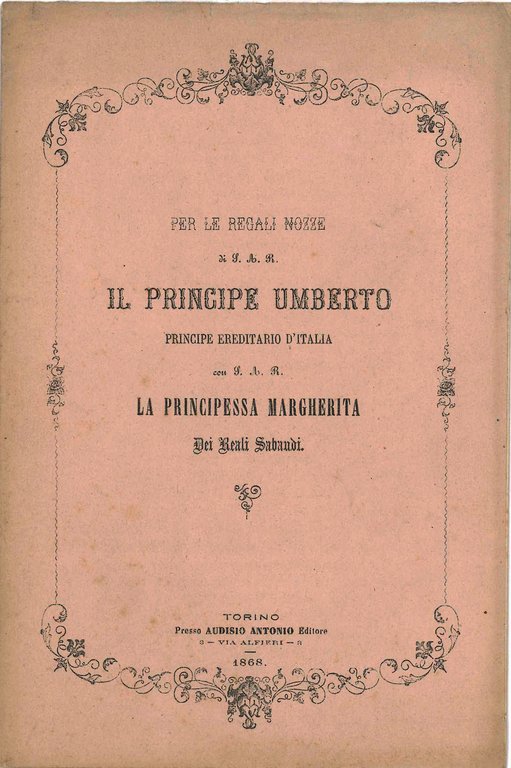 PER LE REGALI NOZZE
di S. A. R.
IL PRINCIPE UMBERTO
PRINCIPE EREDITARIO D'ITALIA
con S. A. R.
LA PRINCIPESSA MARGHERITA
Dei Reali Sabaudi.
TORINO
Presso AUDISIO ANTONIO Editore
3 — VIA ALFIERI — 3
1868.